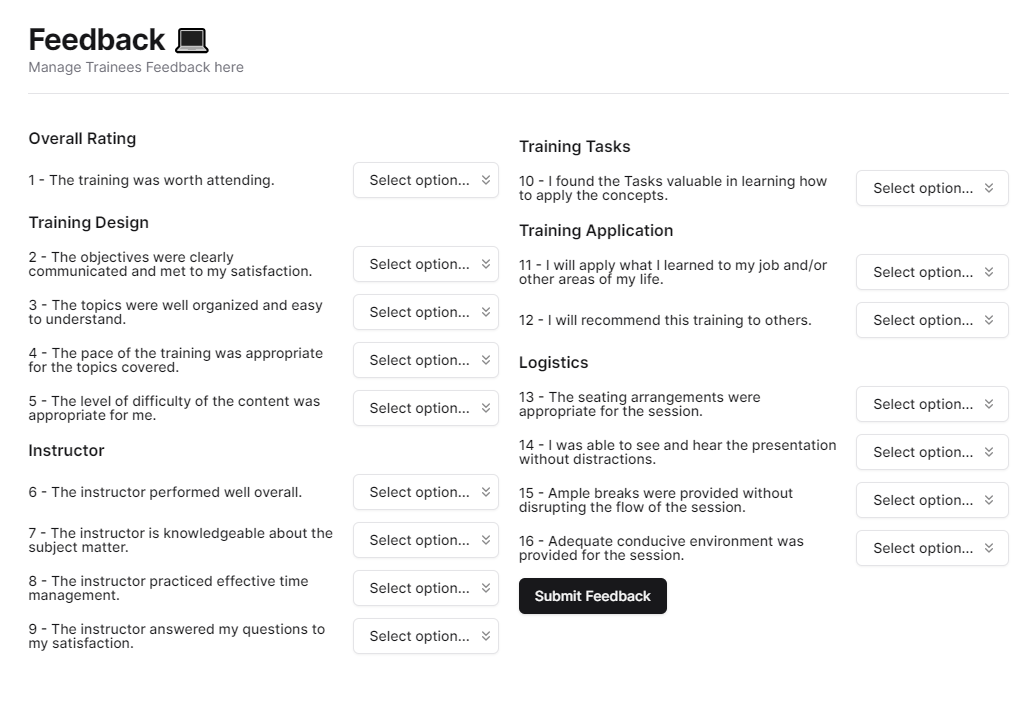 Feedback 💻
Manage Trainees Feedback here
Overall Rating
1 - The training was worth attending.
Select option...
Training Design
2 - The objectives were clearly
communicated and met to my satisfaction.
Select option...
3 - The topics were well organized and easy
to understand.
Select option...
4 - The pace of the training was appropriate
for the topics covered.
Select option...
5 - The level of difficulty of the content was
appropriate for me.
Select option...
Instructor
6 - The instructor performed well overall.
Select option...
7 - The instructor is knowledgeable about the
subject matter.
Select option...
8 - The instructor practiced effective time
management.
Select option...
9 - The instructor answered my questions to
my satisfaction.
Select option...
Training Tasks
10 - I found the Tasks valuable in learning how
to apply the concepts.
Select option...
Training Application
11 - I will apply what I learned to my job and/or
other areas of my life.
Select option...
12 - I will recommend this training to others.
Select option...
Logistics
13 - The seating arrangements were
appropriate for the session.
Select option...
14 - I was able to see and hear the presentation
without distractions.
Select option...
15 - Ample breaks were provided without
disrupting the flow of the session.
Select option...
16 - Adequate conducive environment was
provided for the session.
Select option...
Submit Feedback